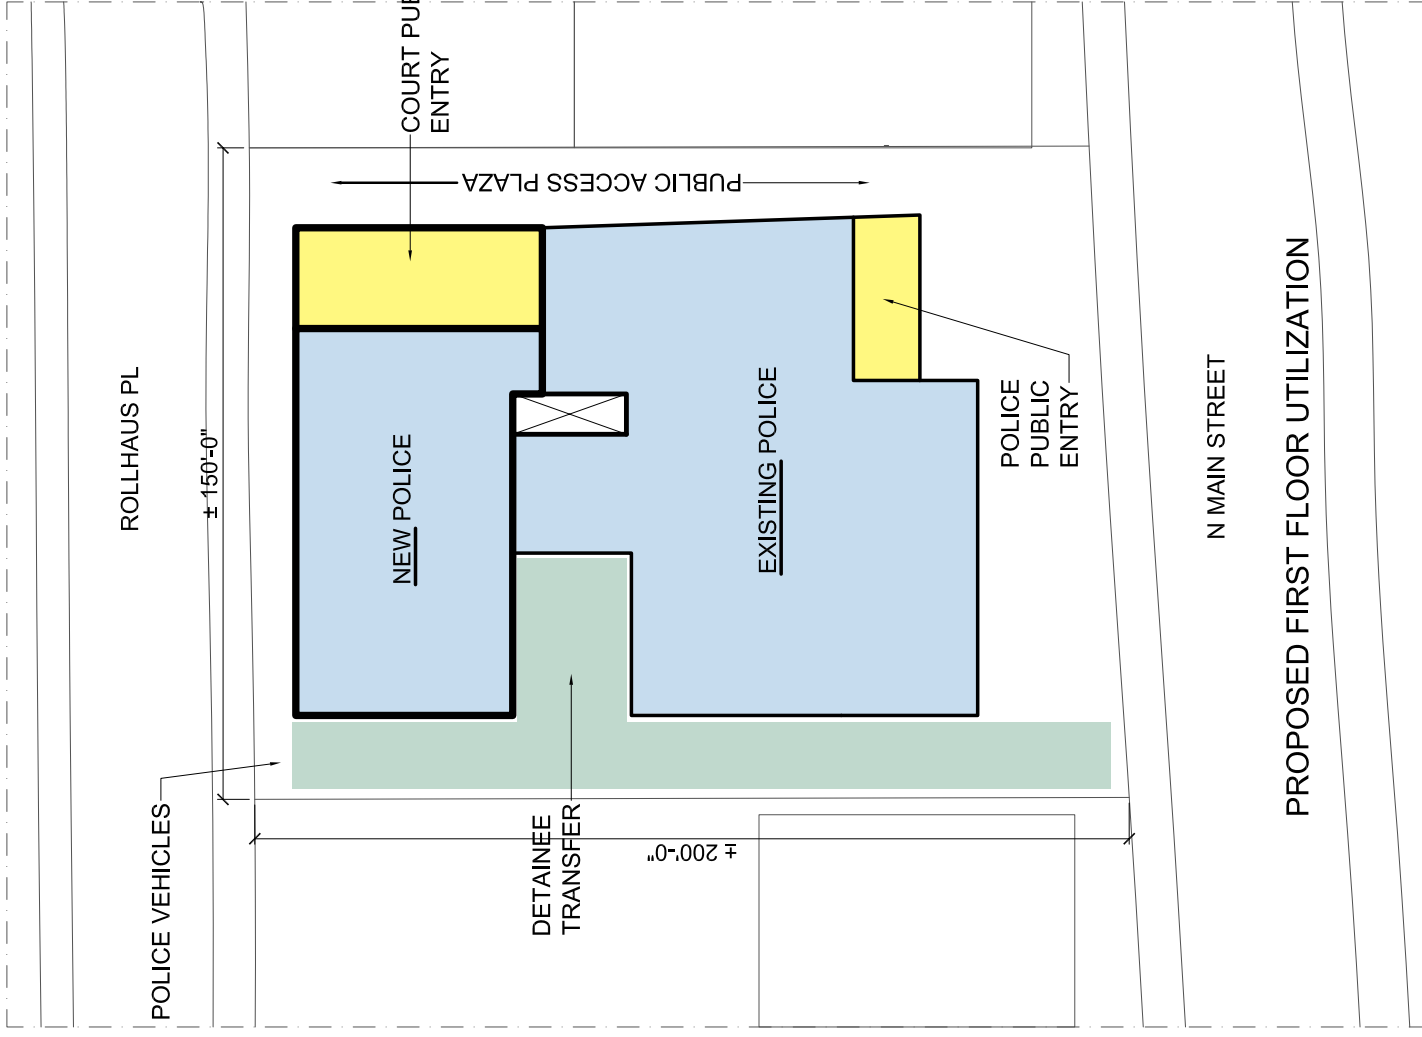 ROLLHAUS PL
POLICE VEHICLES
± 150'-0"
COURT
ENTRY
PUBLIC ACCESS PLAZA
NEW POLICE
DETAINEE
TRANSFER
± 200'-0"
EXISTING POLICE
POLICE
PUBLIC
ENTRY
N MAIN STREET
PROPOSED FIRST FLOOR UTILIZATION